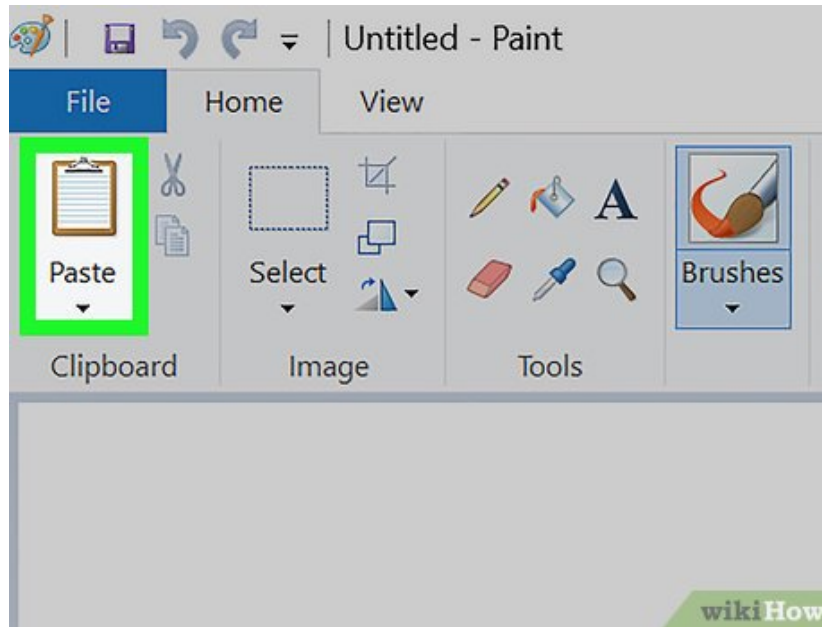 Untitled - Paint
File Home View
Paste Select A Brushes
Clipboard Image Tools
wikiHow